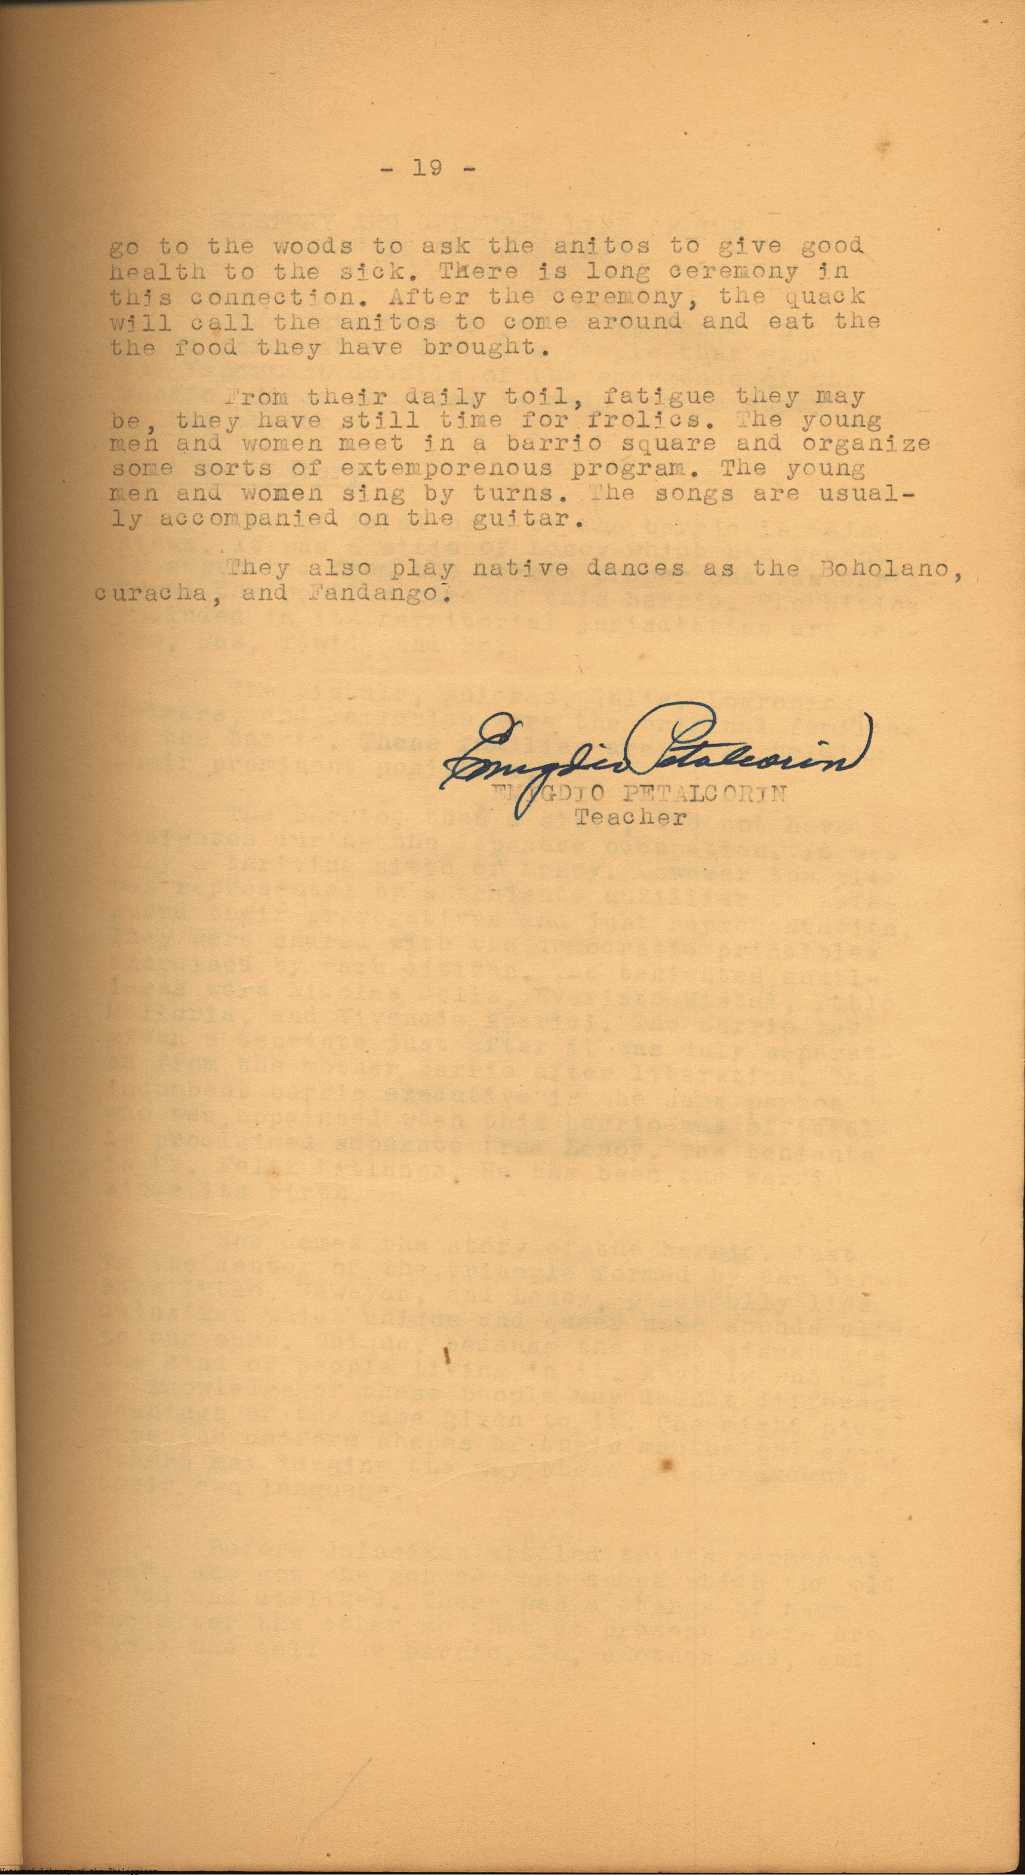 - 19 -
go to the woods to ask the anitos to give good
health to the sick. There is long ceremony in
this connection. After the ceremony, the quack
will call the anitos to come around and eat the
the food they have brought.
From their daily toil, fatigue they may
be, they have still time for frolics. The young
men and women meet in a barrio square and organize
some sorts of extemporenous program. The young
men and women sing by turns. The songs are usual-
ly accompanied on the guitar.
They also play native dances as the Boholano,
curacha, and Fandango.
Emigdio Petalcorin
EMIGDIO PETALCORIN
Teacher